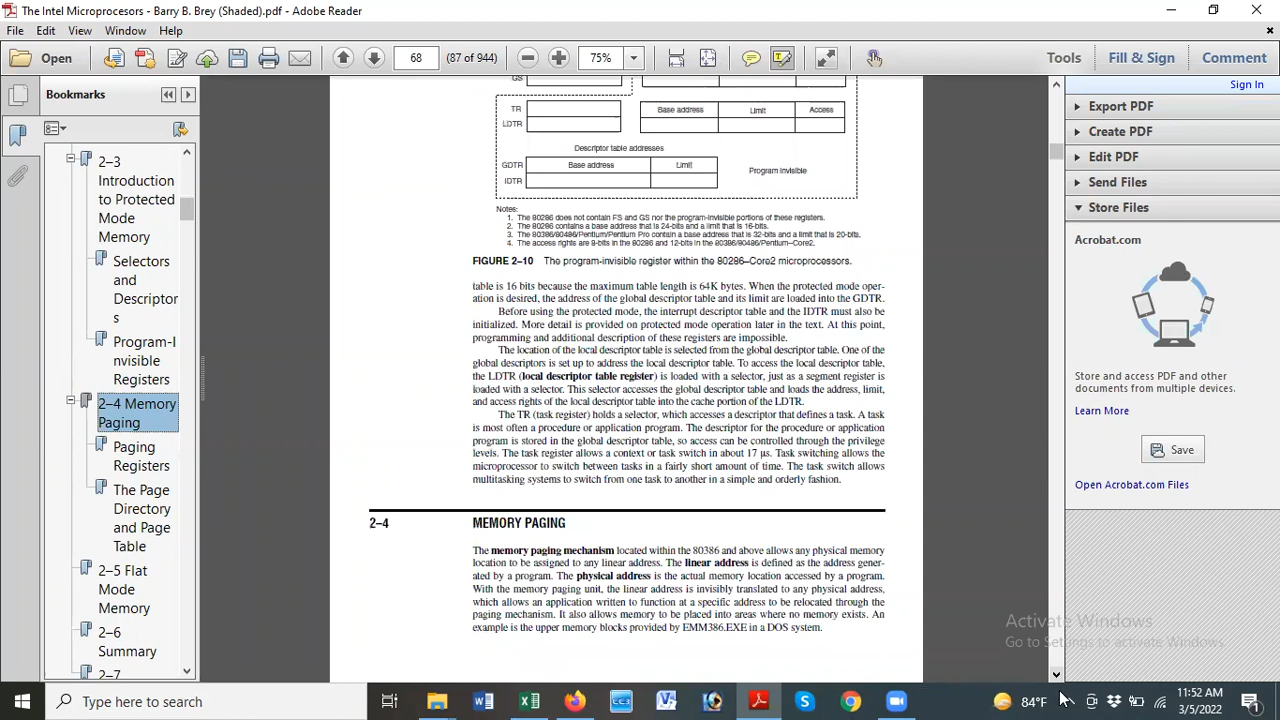 The Intel Microprocesors - Barry B. Brey (Shaded).pdf - Adobe Reader
File Edit View Window Help
Open 68 (87 of 944) 75% Tools Fill & Sign Comment
Bookmarks
2–3
Introduction
to Protected
Mode
Memory
Selectors
and
Descriptor
s
Program-I
nvisible
Registers
2–4 Memory
Paging
Paging
Registers
The Page
Directory
and Page
Table
2–5 Flat
Mode
Memory
2–6
Summary
2–7
GS
TR Base address Limit Access
LDTR
Descriptor table addresses
GDTR Base address Limit
Program invisible
IDTR
Notes:
1. The 80286 does not contain FS and GS nor the program-invisible portions of these registers.
2. The 80286 contains a base address that is 24-bits and a limit that is 16-bits.
3. The 80386/80486/Pentium/Pentium Pro contain a base address that is 32-bits and a limit that is 20-bits.
4. The access rights are 8-bits in the 80286 and 12-bits in the 80386/80486/Pentium–Core2.
FIGURE 2–10 The program-invisible register within the 80286–Core2 microprocessors.
table is 16 bits because the maximum table length is 64K bytes. When the protected mode oper-
ation is desired, the address of the global descriptor table and its limit are loaded into the GDTR.
Before using the protected mode, the interrupt descriptor table and the IDTR must also be
initialized. More detail is provided on protected mode operation later in the text. At this point,
programming and additional description of these registers are impossible.
The location of the local descriptor table is selected from the global descriptor table. One of the
global descriptors is set up to address the local descriptor table. To access the local descriptor table,
the LDTR (local descriptor table register) is loaded with a selector, just as a segment register is
loaded with a selector. This selector accesses the global descriptor table and loads the address, limit,
and access rights of the local descriptor table into the cache portion of the LDTR.
The TR (task register) holds a selector, which accesses a descriptor that defines a task. A task
is most often a procedure or application program. The descriptor for the procedure or application
program is stored in the global descriptor table, so access can be controlled through the privilege
levels. The task register allows a context or task switch in about 17 µs. Task switching allows the
microprocessor to switch between tasks in a fairly short amount of time. The task switch allows
multitasking systems to switch from one task to another in a simple and orderly fashion.
2–4 MEMORY PAGING
The memory paging mechanism located within the 80386 and above allows any physical memory
location to be assigned to any linear address. The linear address is defined as the address gener-
ated by a program. The physical address is the actual memory location accessed by a program.
With the memory paging unit, the linear address is invisibly translated to any physical address,
which allows an application written to function at a specific address to be relocated through the
paging mechanism. It also allows memory to be placed into areas where no memory exists. An
example is the upper memory blocks provided by EMM386.EXE in a DOS system.
Sign In
Export PDF
Create PDF
Edit PDF
Send Files
Store Files
Acrobat.com
Store and access PDF and other
documents from multiple devices.
Learn More
Save
Open Acrobat.com Files
Activate Windows
Go to Settings to activate Windows.
Type here to search
CC3
84°F
11:52 AM
3/5/2022
1